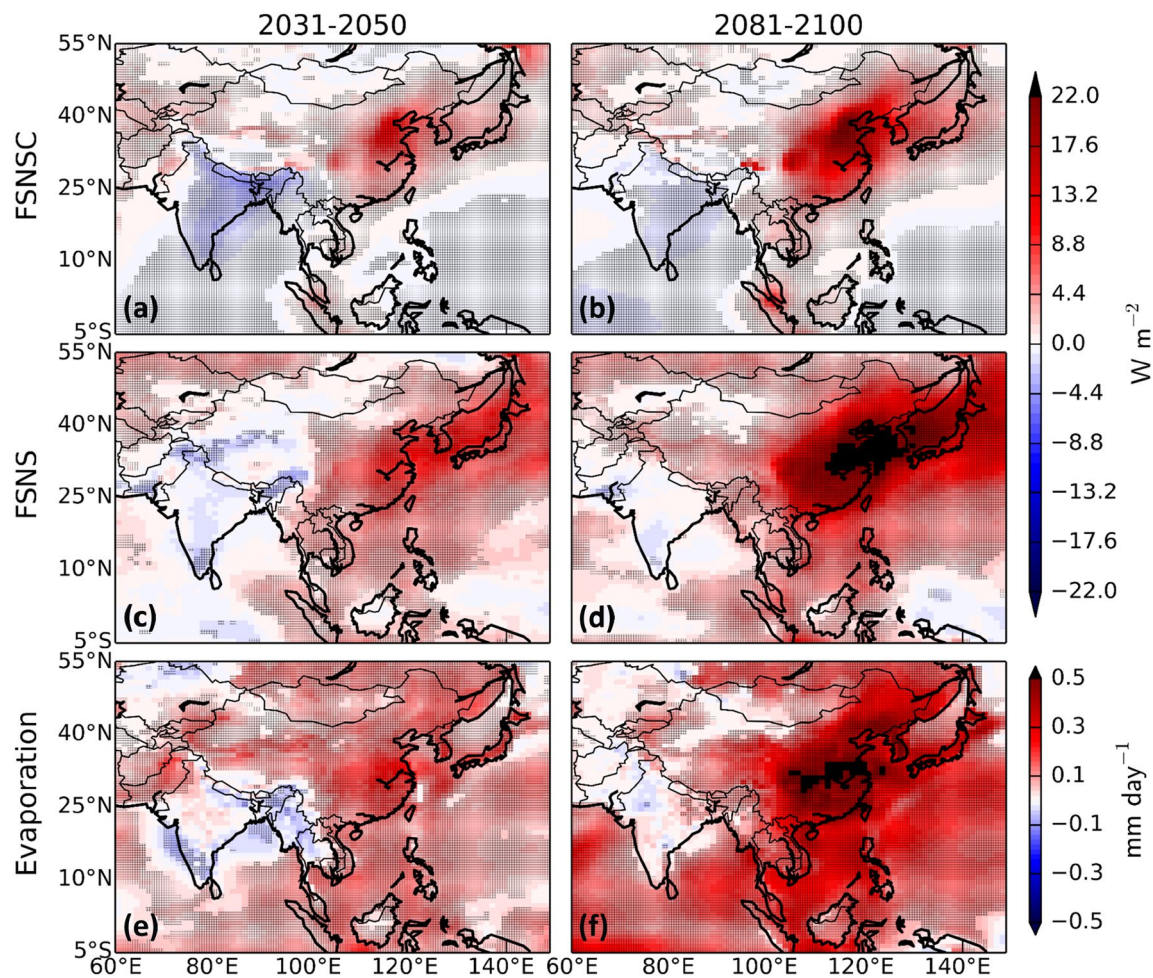 2031-2050 2081-2100
55°N
40°N
25°N
10°N
5°S
FSNSC
(a) (b)
22.0
17.6
13.2
8.8
4.4
0.0
−4.4
−8.8
−13.2
−17.6
−22.0
W m⁻²
55°N
40°N
25°N
10°N
5°S
FSNS
(c) (d)
55°N
40°N
25°N
10°N
5°S
Evaporation
(e) (f)
0.5
0.3
0.1
−0.1
−0.3
−0.5
mm day⁻¹
60°E 80°E 100°E 120°E 140°E 60°E 80°E 100°E 120°E 140°E